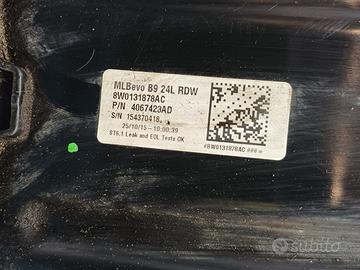 MLBevo B9 24L RDW
8W0131878AC
P/N 4067423AD
S/N 154370418
25/10/15-10:00:39
ST6.1 Leak and EOL Tests OK
#8W0131878AC ###=
subito